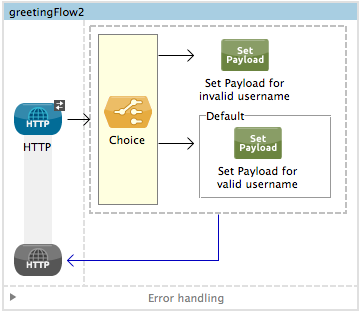 greetingFlow2
Set
Payload
Set Payload for
invalid username
Default
HTTP
HTTP
Choice
Set
Payload
Set Payload for
valid username
HTTP
Error handling